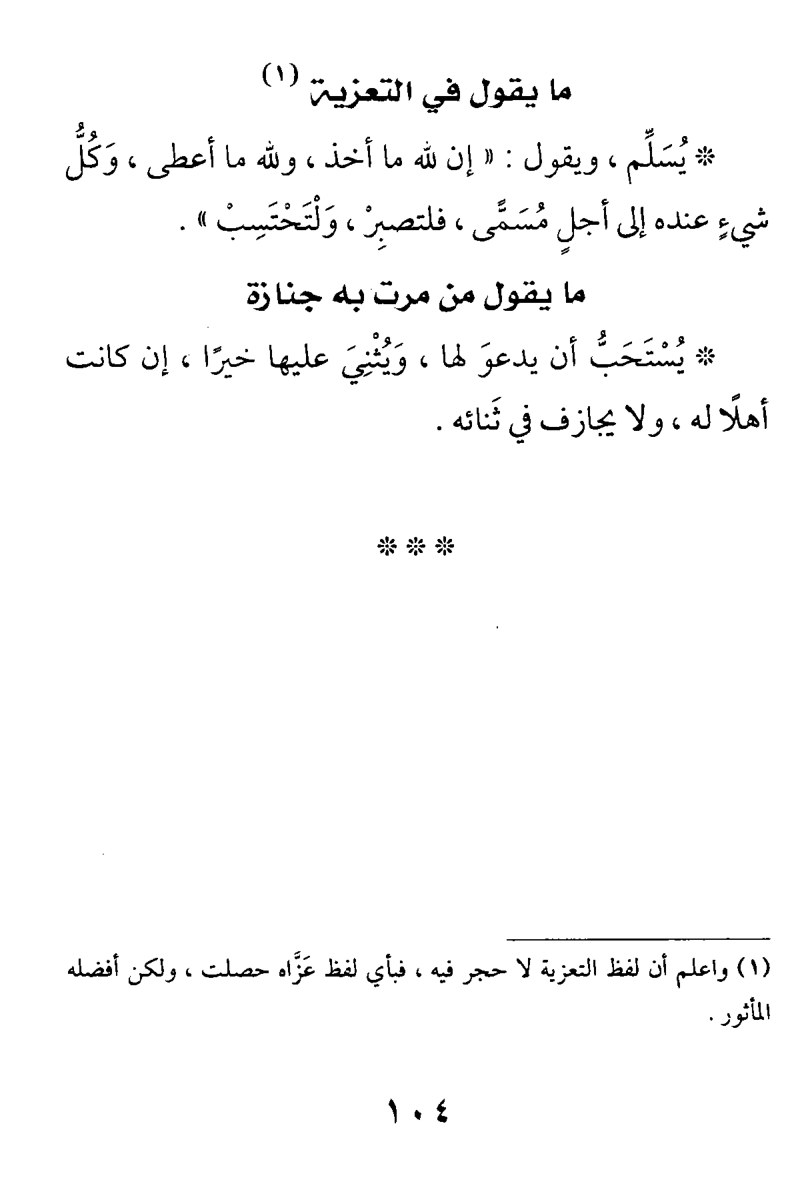 ما يقول في التعزية (١)
❊ يُسَلِّم ، ويقول : « إن لله ما أخذ ، ولله ما أعطى ، وَكُلُّ
شيءٍ عنده إلى أجلٍ مُسَمًّى ، فلتصبِرْ ، وَلْتَحْتَسِبْ » .
ما يقول من مرت به جنازة
❊ يُسْتَحَبُّ أن يدعوَ لها ، وَيُثْنِيَ عليها خيرًا ، إن كانت
أهلًا له ، ولا يجازف في ثَنائه .
❊ ❊ ❊
(١) واعلم أن لفظ التعزية لا حجر فيه ، فبأي لفظ عَزَّاه حصلت ، ولكن أفضله
المأثور .
١٠٤